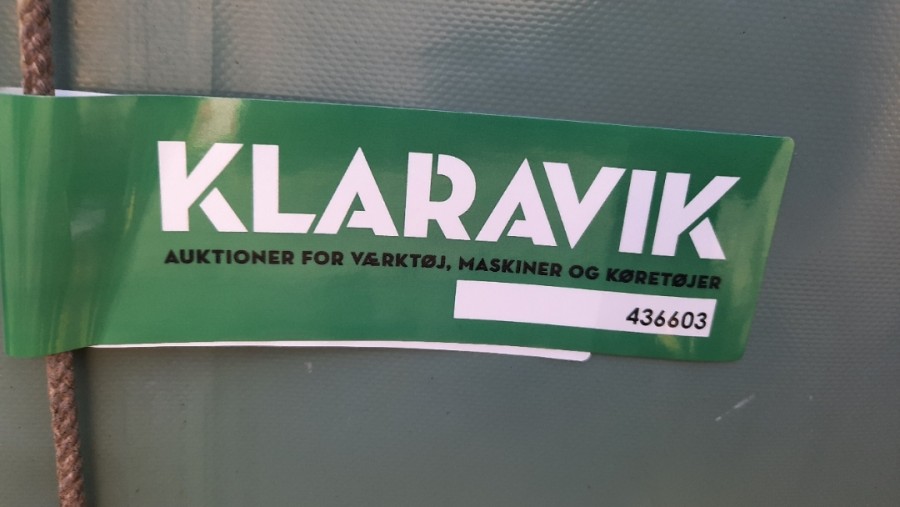 KLARAVIK
AUKTIONER FOR VÆRKTØJ, MASKINER OG KØRETØJER
436603